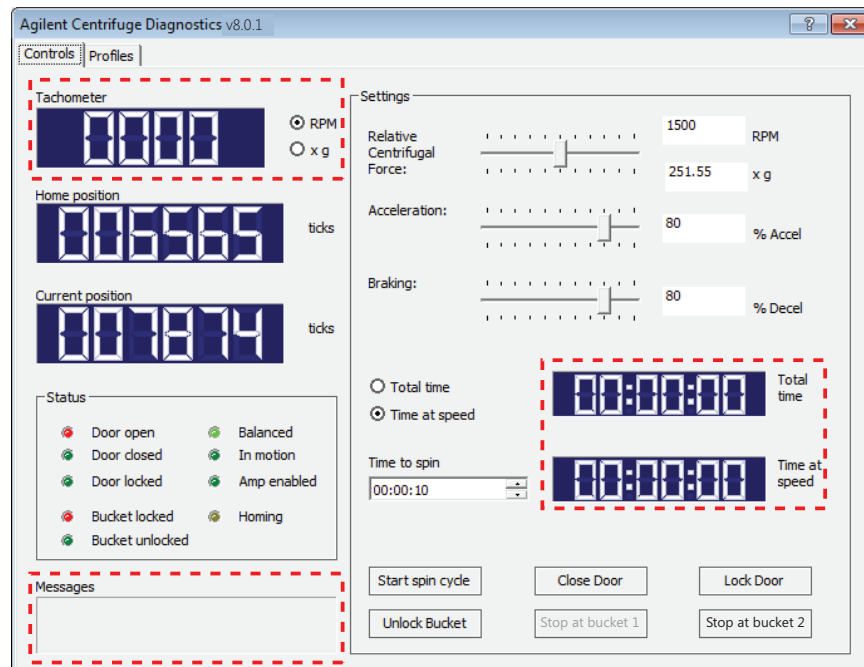 Agilent Centrifuge Diagnostics v8.0.1
Controls Profiles
Tachometer
0000
RPM
x g
Home position
006565 ticks
Current position
007874 ticks
Status
Door open Balanced
Door closed In motion
Door locked Amp enabled
Bucket locked Homing
Bucket unlocked
Messages
Settings
Relative
Centrifugal
Force:
1500 RPM
251.55 x g
Acceleration:
80 % Accel
Braking:
80 % Decel
Total time
Time at speed
Time to spin
00:00:10
00:00:00 Total
time
00:00:00 Time at
speed
Start spin cycle Close Door Lock Door
Unlock Bucket Stop at bucket 1 Stop at bucket 2